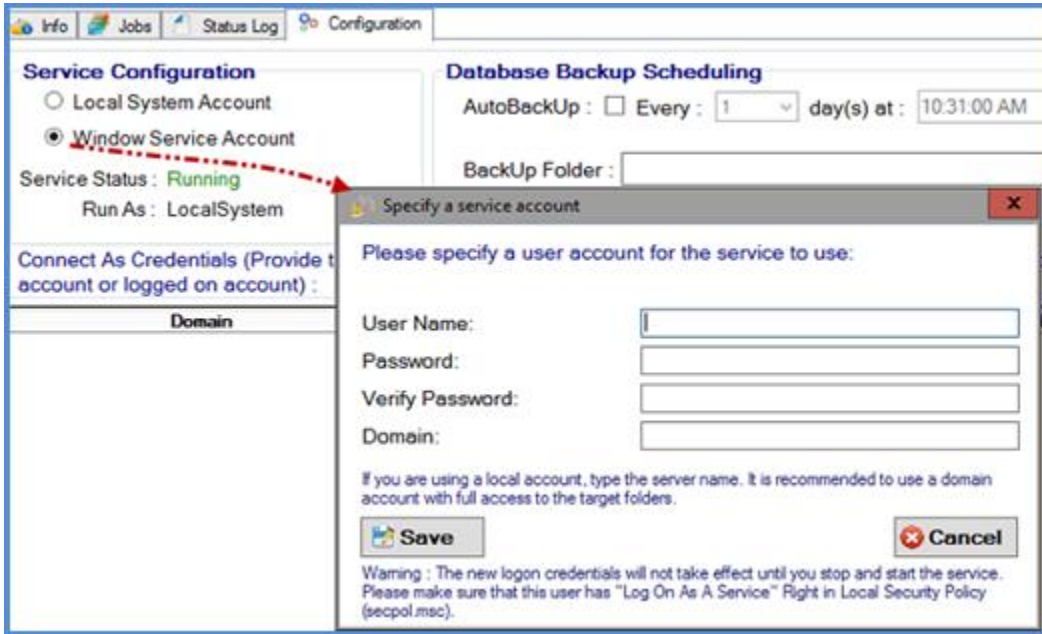 Info Jobs Status Log Configuration
Service Configuration
Local System Account
Window Service Account
Service Status : Running
Run As : LocalSystem
Connect As Credentials (Provide t
account or logged on account) :
Domain
Database Backup Scheduling
AutoBackUp : Every : 1 day(s) at : 10:31:00 AM
BackUp Folder :
Specify a service account
x
Please specify a user account for the service to use:
User Name:
Password:
Verify Password:
Domain:
If you are using a local account, type the server name. It is recommended to use a domain
account with full access to the target folders.
Save Cancel
Warning : The new logon credentials will not take effect until you stop and start the service.
Please make sure that this user has "Log On As A Service" Right in Local Security Policy
(secpol.msc).